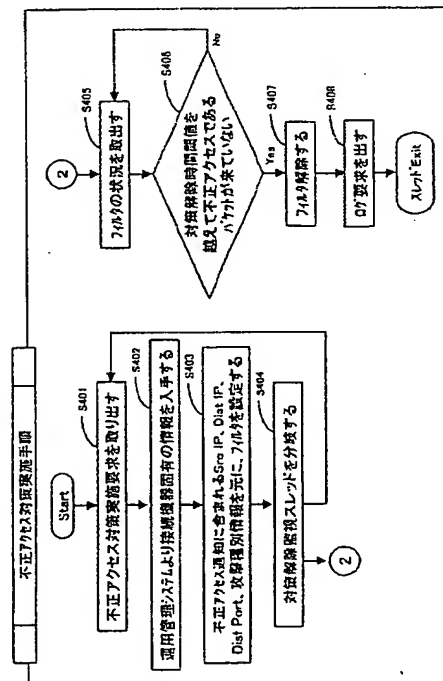 不正アクセス対策実施手順
Start
S401
不正アクセス対策実施要求を取り出す
S402
運用管理システムより接続機器固有の情報を入手する
S403
不正アクセス通知に含まれるSrc IP、Dist IP、
Dist Port、攻撃種別情報を元に、フィルタを設定する
S404
対策解除監視スレッドを分岐する
2
2
S405
フィルタの状況を取出す
S406
対策解除時間閾値を
越えて不正アクセスである
パケットが来ていない
No
Yes
S407
フィルタ解除する
S408
ログ要求を出す
スレッドExit